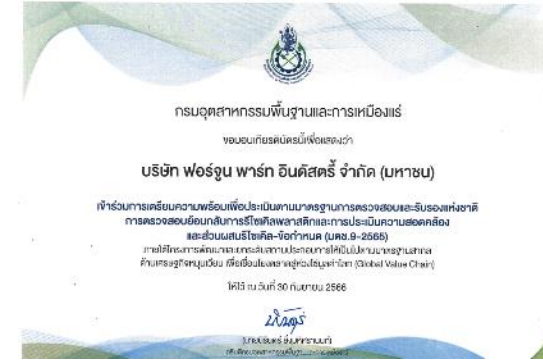 กรมอุตสาหกรรมพื้นฐานและการเหมืองแร่
ขอมอบเกียรติบัตรนี้เพื่อแสดงว่า
บริษัท ฟอร์จูน พาร์ท อินดัสตรี้ จำกัด (มหาชน)
เข้าร่วมการเตรียมความพร้อมเพื่อประเมินตามมาตรฐานการตรวจสอบและรับรองแห่งชาติ
การตรวจสอบย้อนกลับการรีไซเคิลพลาสติกและการประเมินความสอดคล้อง
และส่วนผสมรีไซเคิล-ข้อกำหนด (มตช.9-2565)
ภายใต้โครงการพัฒนาและยกระดับสถานประกอบการให้เป็นไปตามมาตรฐานสากล
ด้านเศรษฐกิจหมุนเวียน เพื่อเชื่อมโยงตลาดสู่ห่วงโซ่มูลค่าโลก (Global Value Chain)
ให้ไว้ ณ วันที่ 30 กันยายน 2566